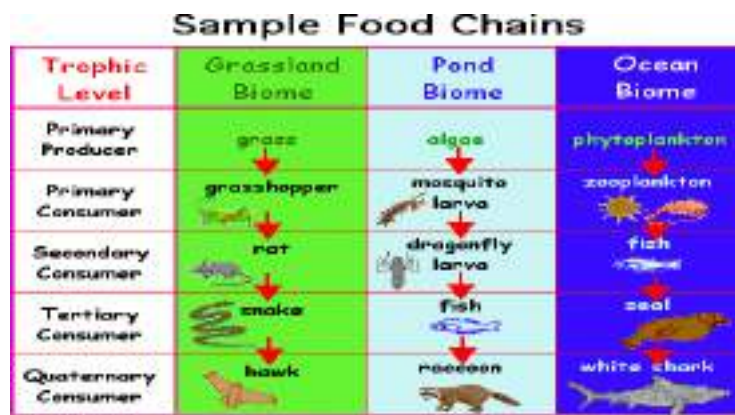 Sample Food Chains
Trophic Level
Grassland Biome
Pond Biome
Ocean Biome
Primary Producer
grass
algae
phytoplankton
Primary Consumer
grasshopper
mosquito larva
zooplankton
Secondary Consumer
rat
dragonfly larva
fish
Tertiary Consumer
snake
fish
seal
Quaternary Consumer
hawk
raccoon
white shark